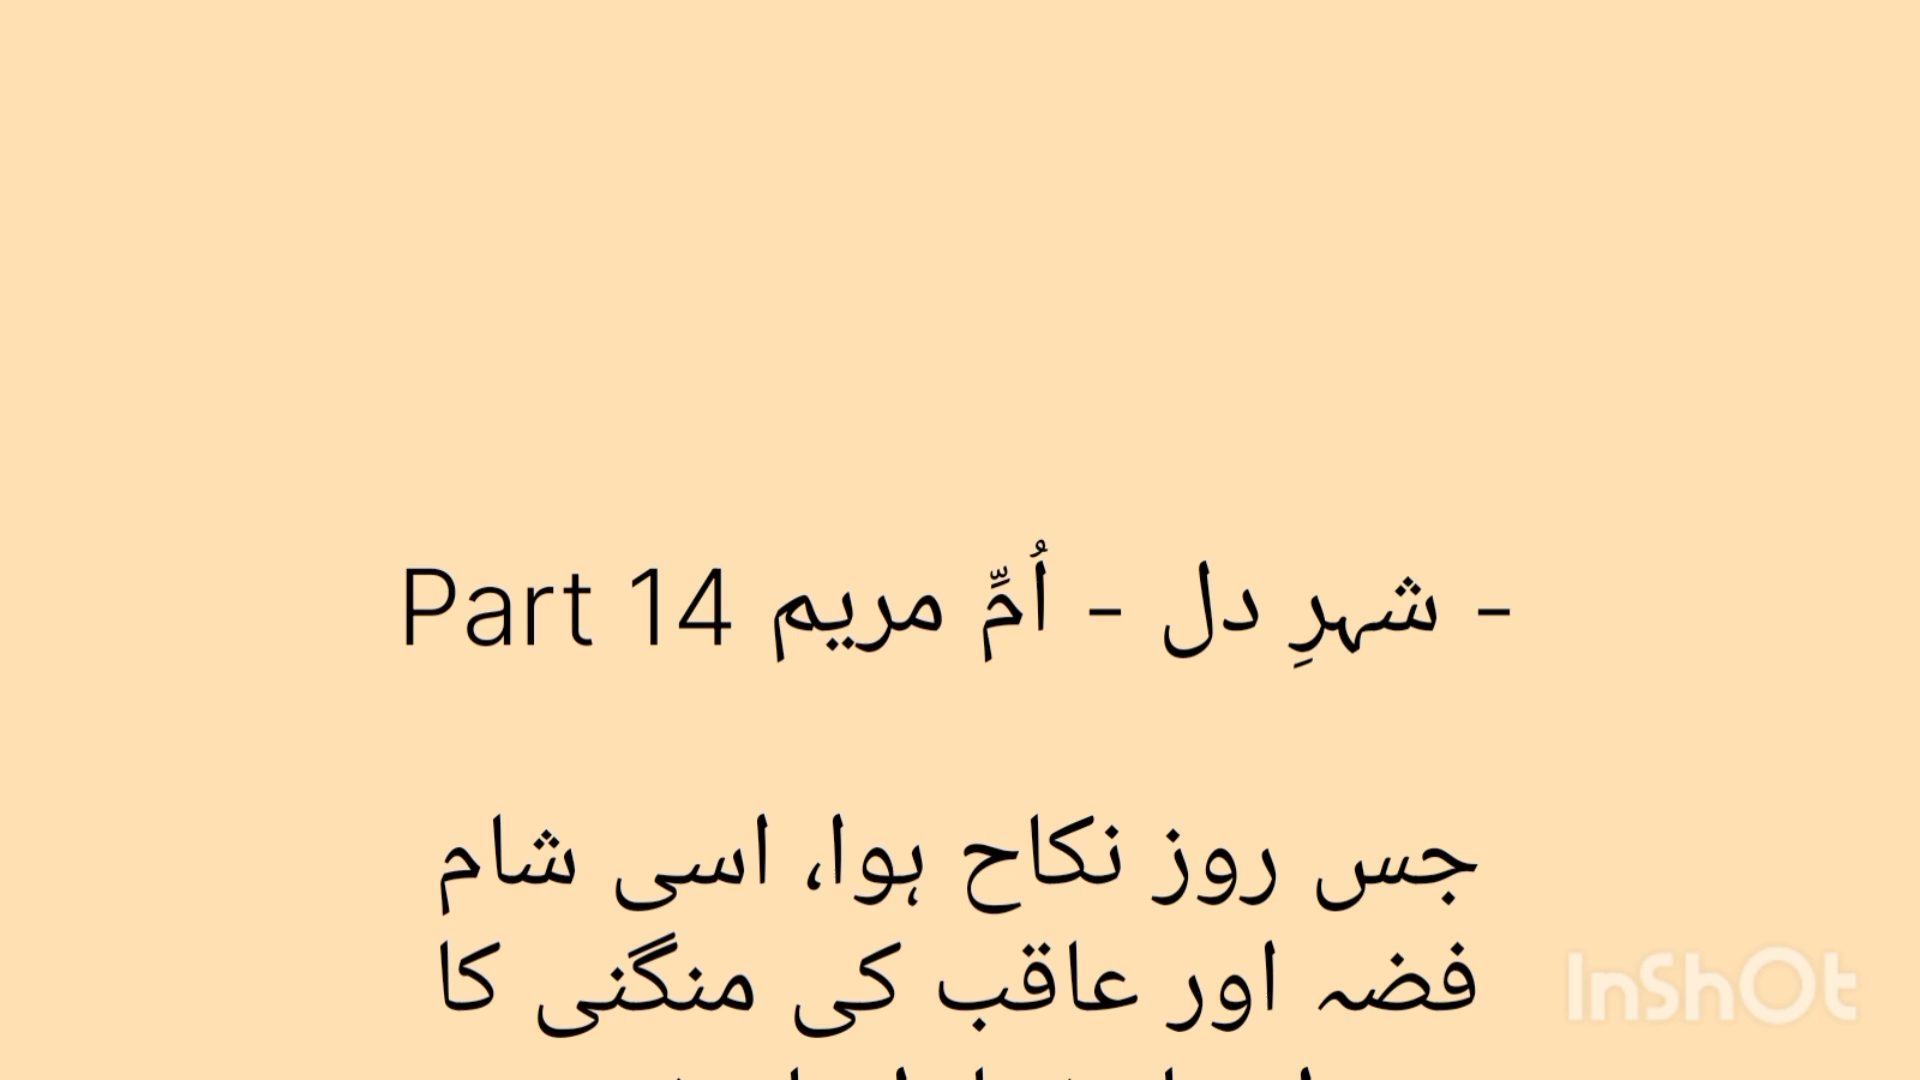 - شہرِ دل - اُمِّ مریم Part 14
جس روز نکاح ہوا، اسی شام
فضہ اور عاقب کی منگنی کا
InShOt